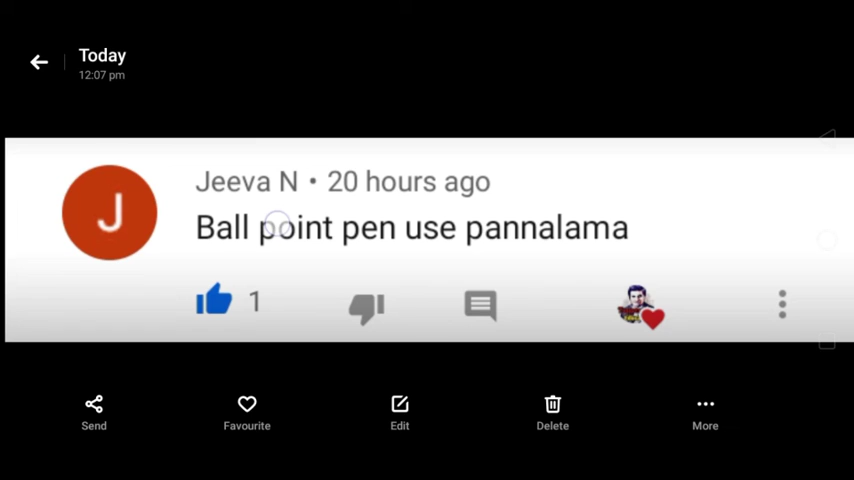 Today
12:07 pm
Jeeva N • 20 hours ago
Ball point pen use pannalama
1
Send
Favourite
Edit
Delete
More